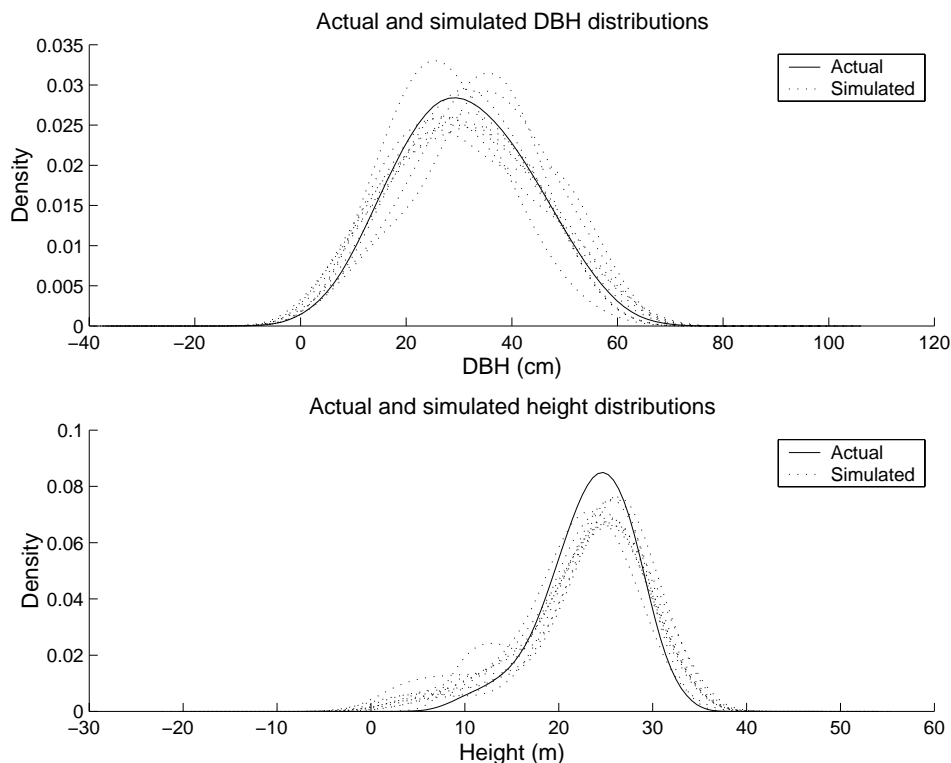 Actual and simulated DBH distributions
0.035
0.03
0.025
0.02
0.015
0.01
0.005
0
Density
Actual
Simulated
−40 −20 0 20 40 60 80 100 120
DBH (cm)
Actual and simulated height distributions
0.1
0.08
0.06
0.04
0.02
0
Density
Actual
Simulated
−30 −20 −10 0 10 20 30 40 50 60
Height (m)